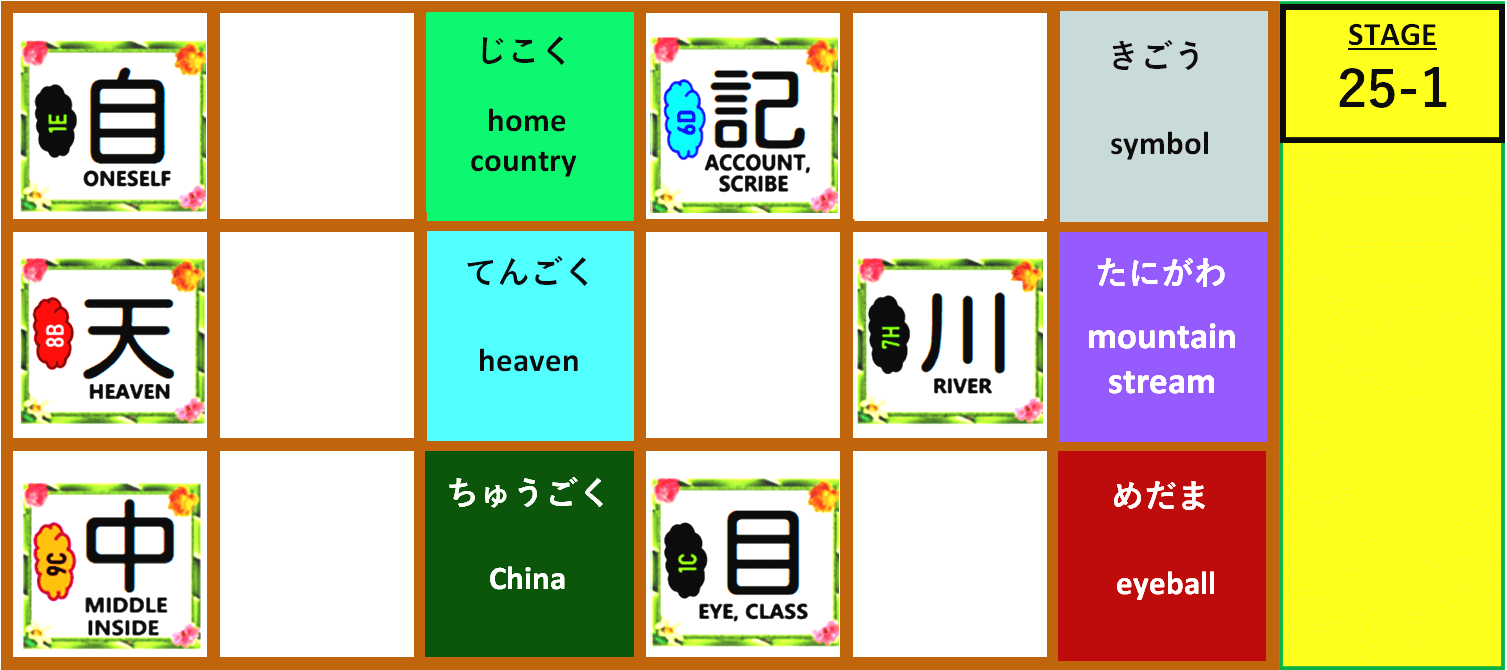 1E
自
ONESELF
じこく
home
country
6D
記
ACCOUNT,
SCRIBE
きごう
symbol
STAGE
25-1
8B
天
HEAVEN
てんごく
heaven
7H
川
RIVER
たにがわ
mountain
stream
9C
中
MIDDLE
INSIDE
ちゅうごく
China
1C
目
EYE, CLASS
めだま
eyeball